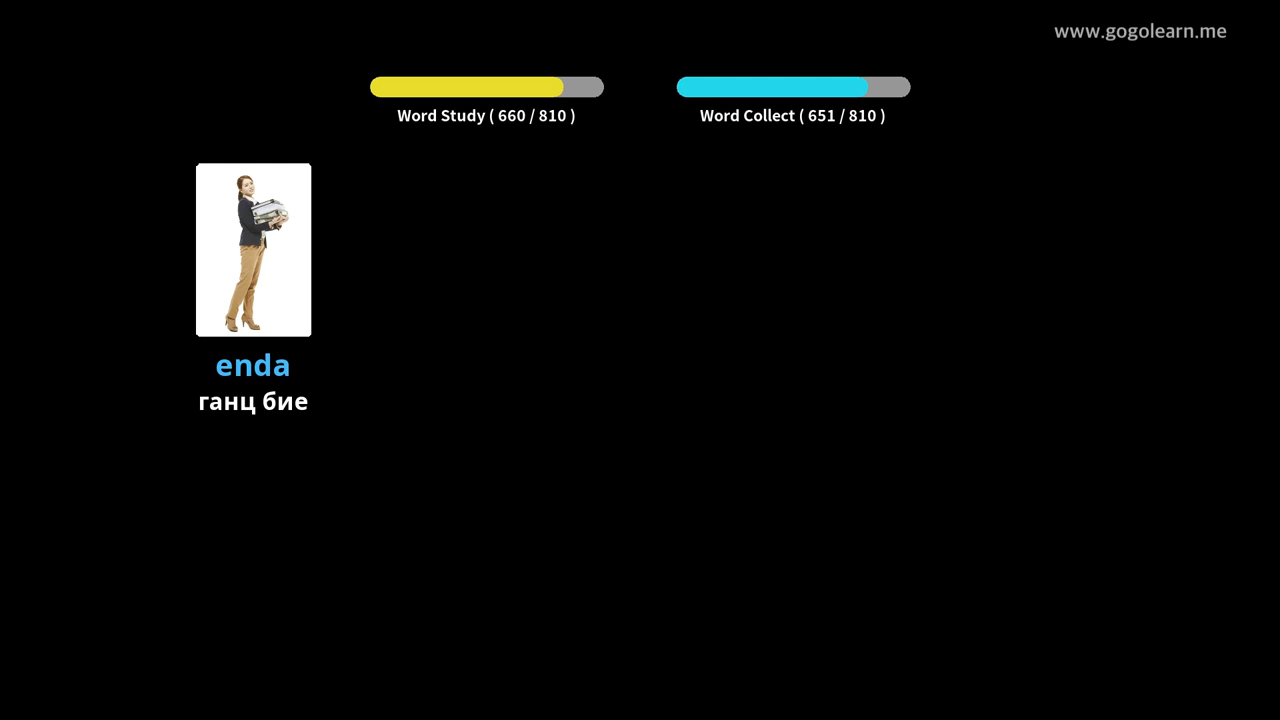 www.gogolearn.me
Word Study ( 660 / 810 )
Word Collect ( 651 / 810 )
enda
ганц бие